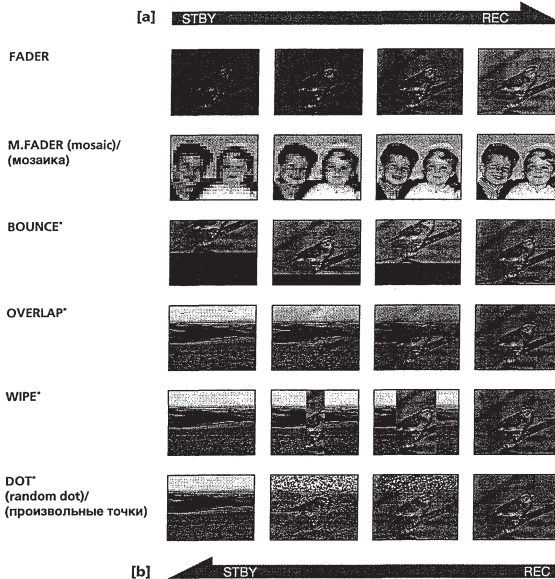 [a] STBY REC
FADER
M.FADER (mosaic)/
(мозаика)
BOUNCE*
OVERLAP*
WIPE*
DOT*
(random dot)/
(произвольные точки)
[b] STBY REC